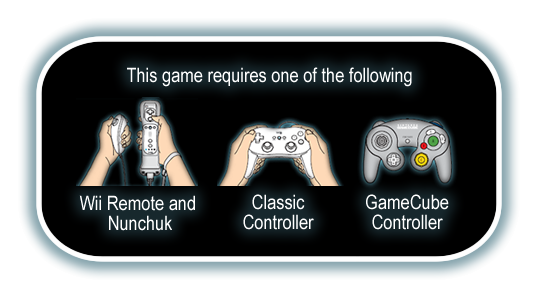 This game requires one of the following
Wii Remote and
Nunchuk
Classic
Controller
GameCube
Controller